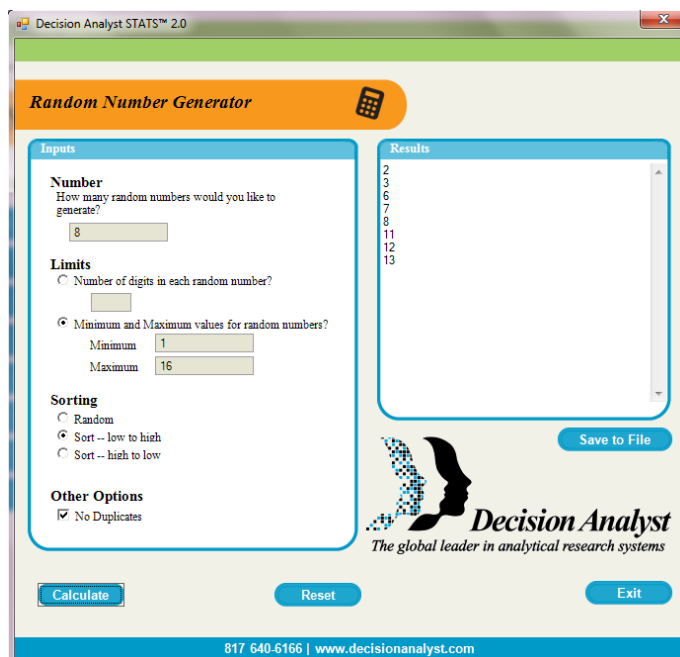 Decision Analyst STATS™ 2.0
x
Random Number Generator
Inputs
Number
How many random numbers would you like to
generate?
8
Limits
Number of digits in each random number?
Minimum and Maximum values for random numbers?
Minimum 1
Maximum 16
Sorting
Random
Sort -- low to high
Sort -- high to low
Other Options
No Duplicates
Results
2
3
6
7
8
11
12
13
Save to File
Decision Analyst
The global leader in analytical research systems
Calculate
Reset
Exit
817 640-6166 | www.decisionanalyst.com